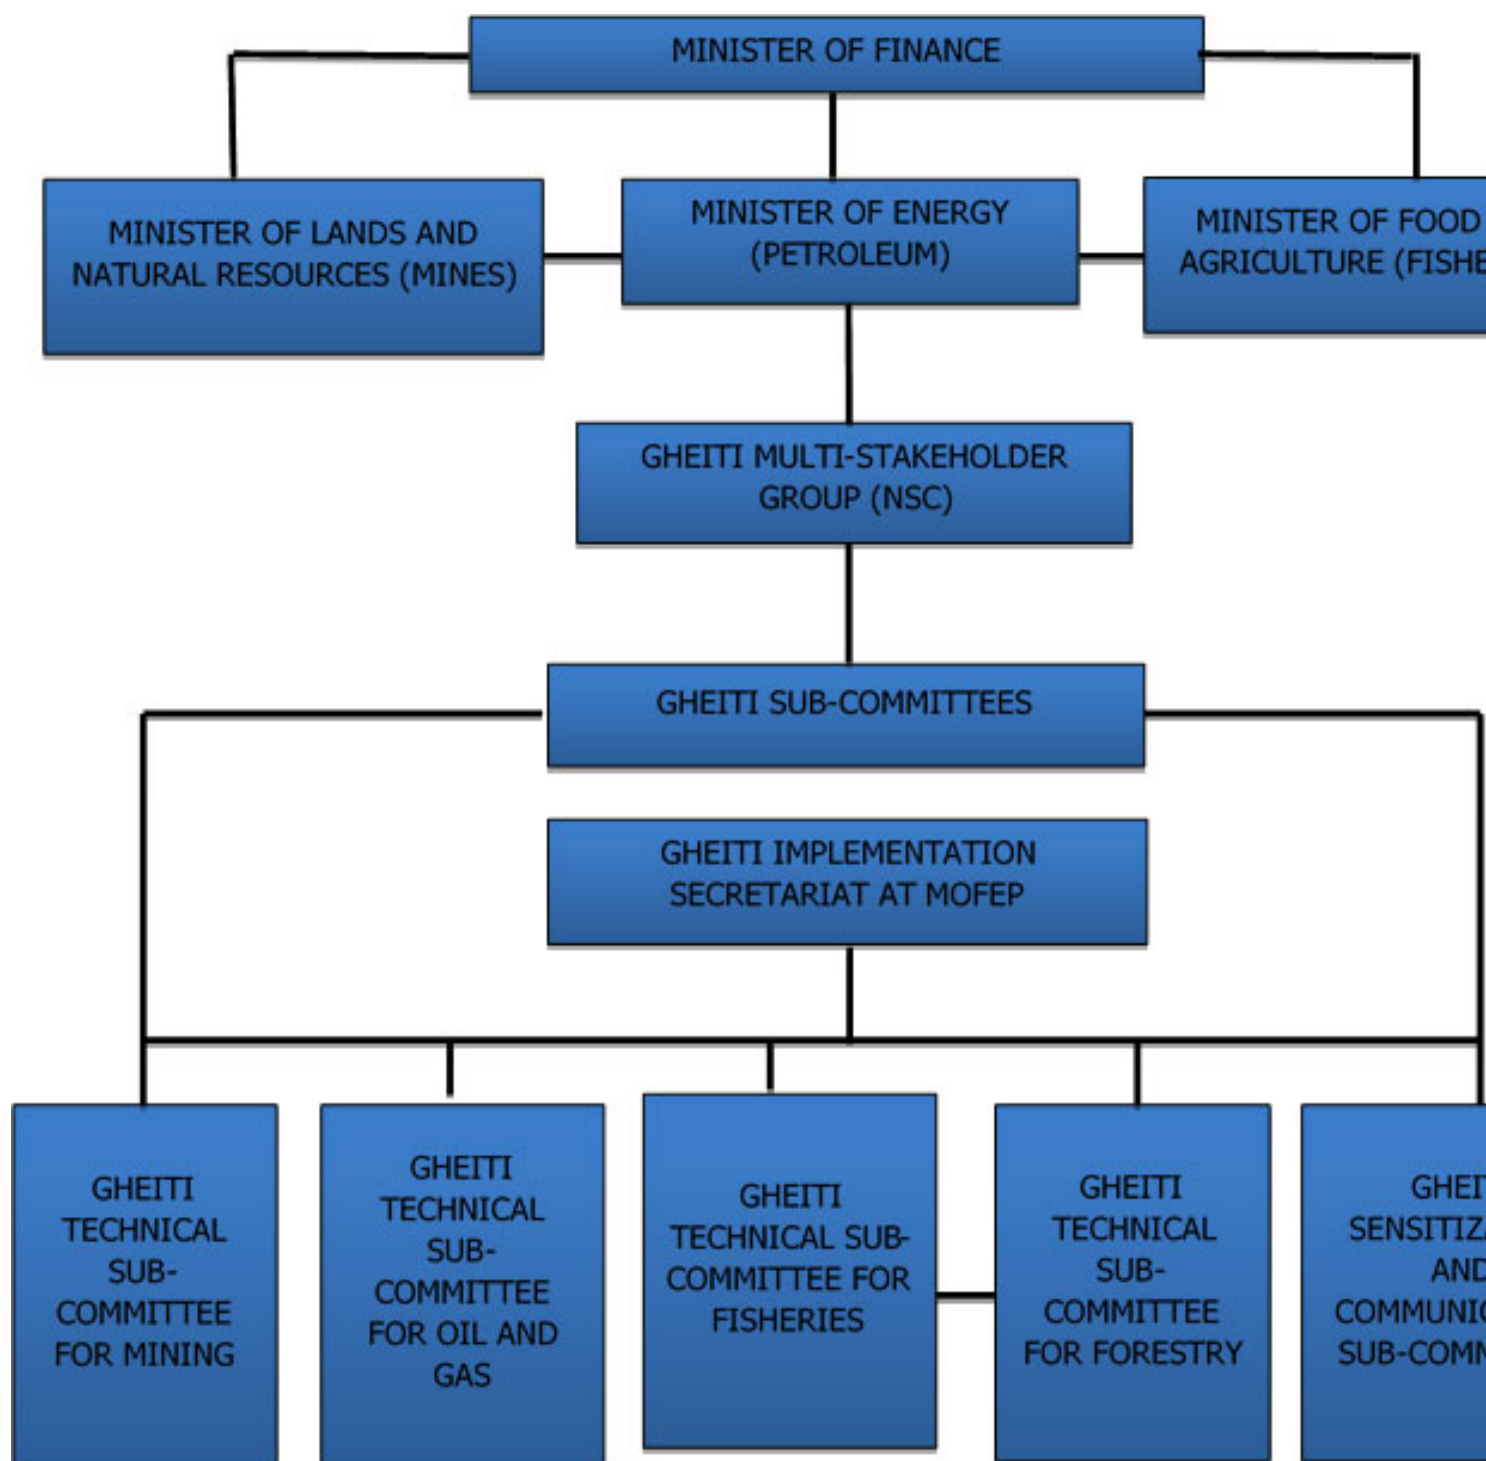 MINISTER OF FINANCE
MINISTER OF LANDS AND
NATURAL RESOURCES (MINES)
MINISTER OF ENERGY
(PETROLEUM)
MINISTER OF FOOD
AGRICULTURE
GHEITI MULTI-STAKEHOLDER
GROUP (NSC)
GHEITI SUB-COMMITTEES
GHEITI IMPLEMENTATION
SECRETARIAT AT MOFEP
GHEITI
TECHNICAL
SUB-
COMMITTEE
FOR MINING
GHEITI
TECHNICAL
SUB-
COMMITTEE
FOR OIL AND
GAS
GHEITI
TECHNICAL SUB-
COMMITTEE FOR
FISHERIES
GHEITI
TECHNICAL
SUB-
COMMITTEE
FOR FORESTRY
AND